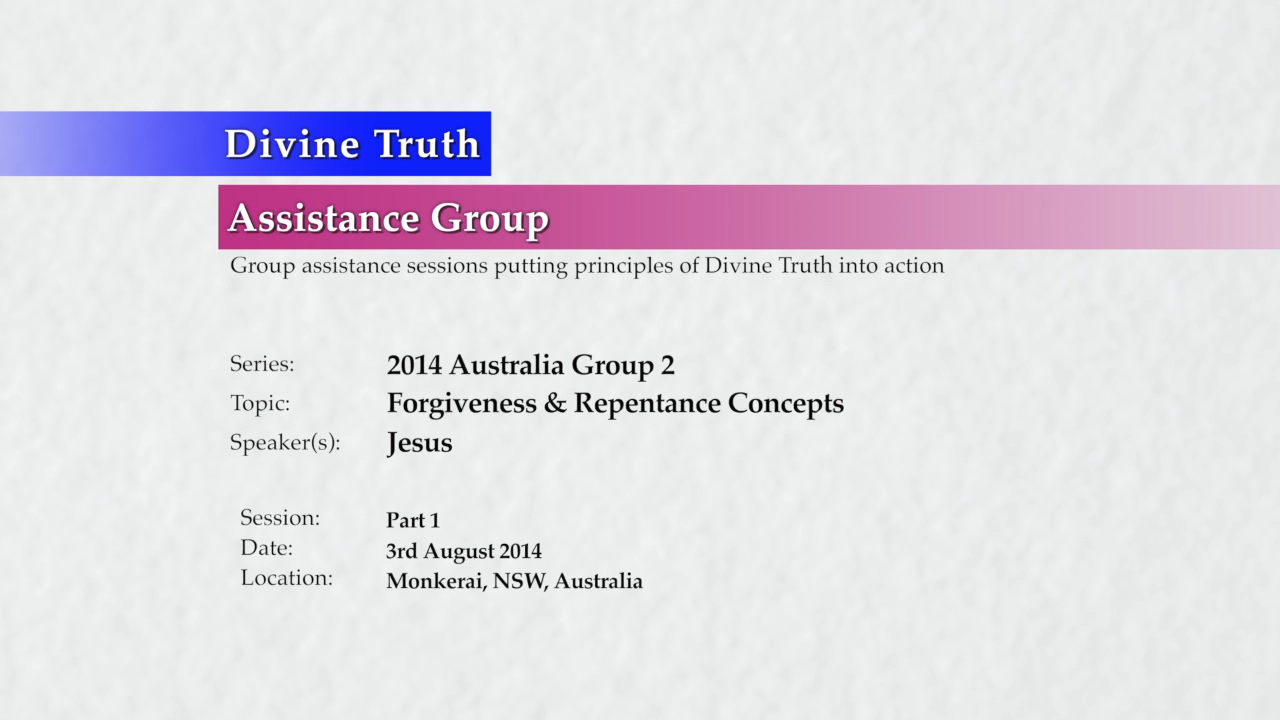 Divine Truth
Assistance Group
Group assistance sessions putting principles of Divine Truth into action
Series: 2014 Australia Group 2
Topic: Forgiveness & Repentance Concepts
Speaker(s): Jesus
Session: Part 1
Date: 3rd August 2014
Location: Monkerai, NSW, Australia